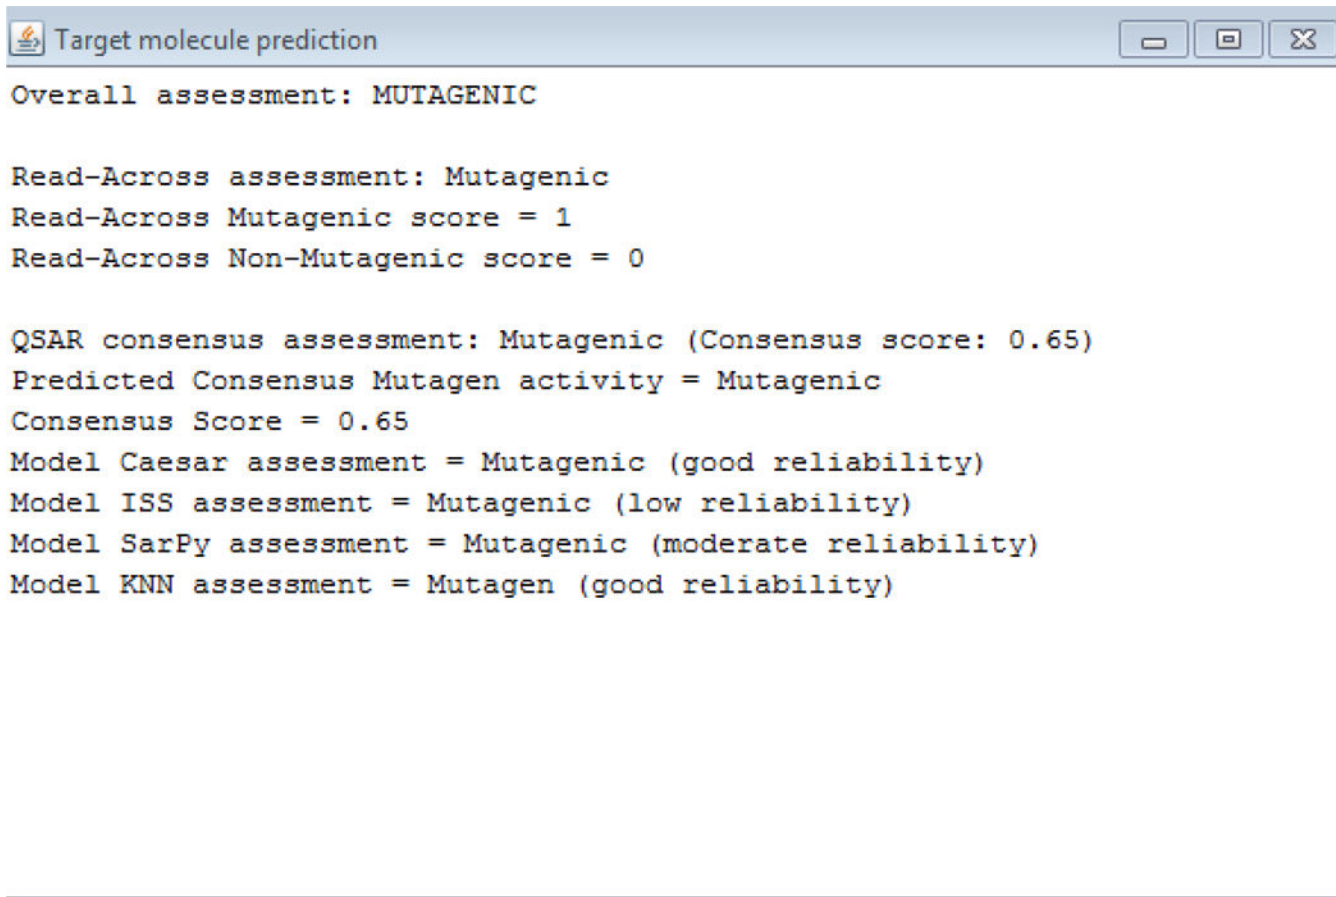 Target molecule prediction
Overall assessment: MUTAGENIC
Read-Across assessment: Mutagenic
Read-Across Mutagenic score = 1
Read-Across Non-Mutagenic score = 0
QSAR consensus assessment: Mutagenic (Consensus score: 0.65)
Predicted Consensus Mutagen activity = Mutagenic
Consensus Score = 0.65
Model Caesar assessment = Mutagenic (good reliability)
Model ISS assessment = Mutagenic (low reliability)
Model SarPy assessment = Mutagenic (moderate reliability)
Model KNN assessment = Mutagen (good reliability)